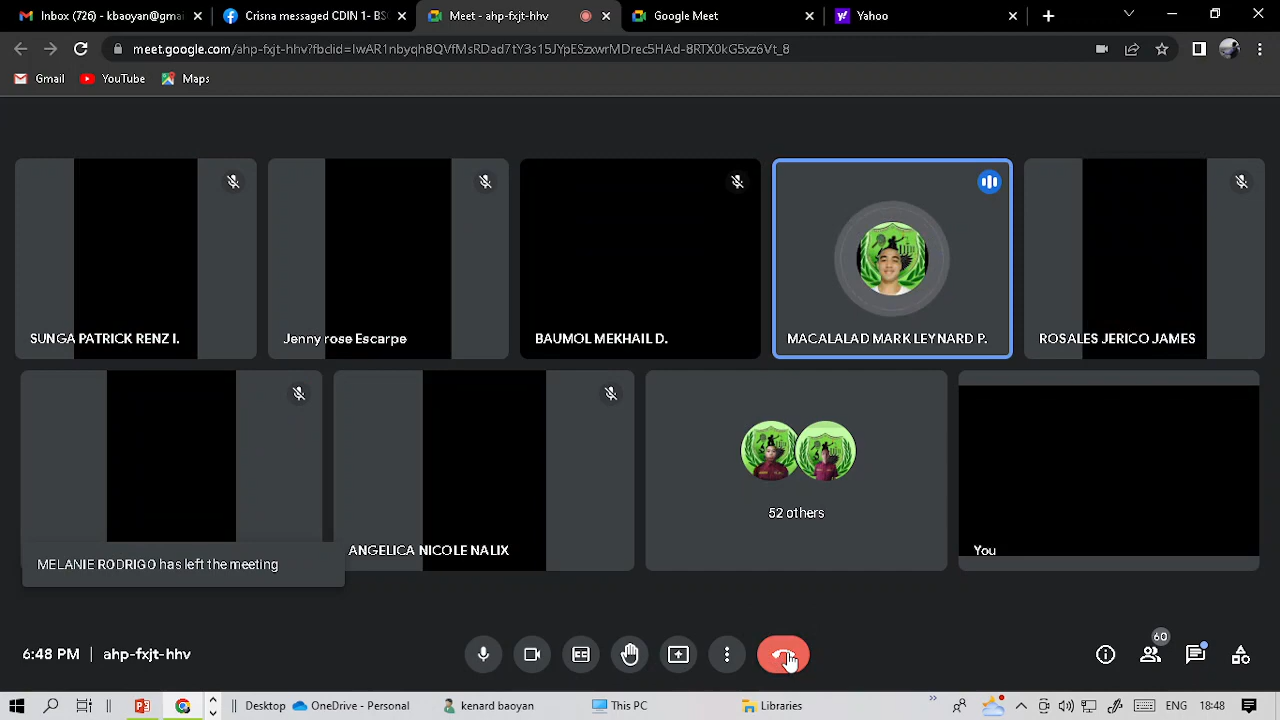 Inbox (726) - kbaoyan@gmai
Crisna messaged CDIN 1- BS
Meet - ahp-fxjt-hhv
Google Meet
Yahoo
meet.google.com/ahp-fxjt-hhv?fbclid=IwAR1nbyqh8QVfMsRDad7tY3s15JYpESzxwrMDrec5HAd-8RTX0kG5xz6Vt_8
Gmail
YouTube
Maps
SUNGA PATRICK RENZ I.
Jenny rose Escarpe
BAUMOL MEKHAIL D.
MACALALAD MARK LEYNARD P.
ROSALES JERICO JAMES
MELANIE RODRIGO has left the meeting
ANGELICA NICOLE NALIX
52 others
You
6:48 PM | ahp-fxjt-hhv
60
Desktop
OneDrive - Personal
kenard baoyan
This PC
Libraries
ENG
18:48